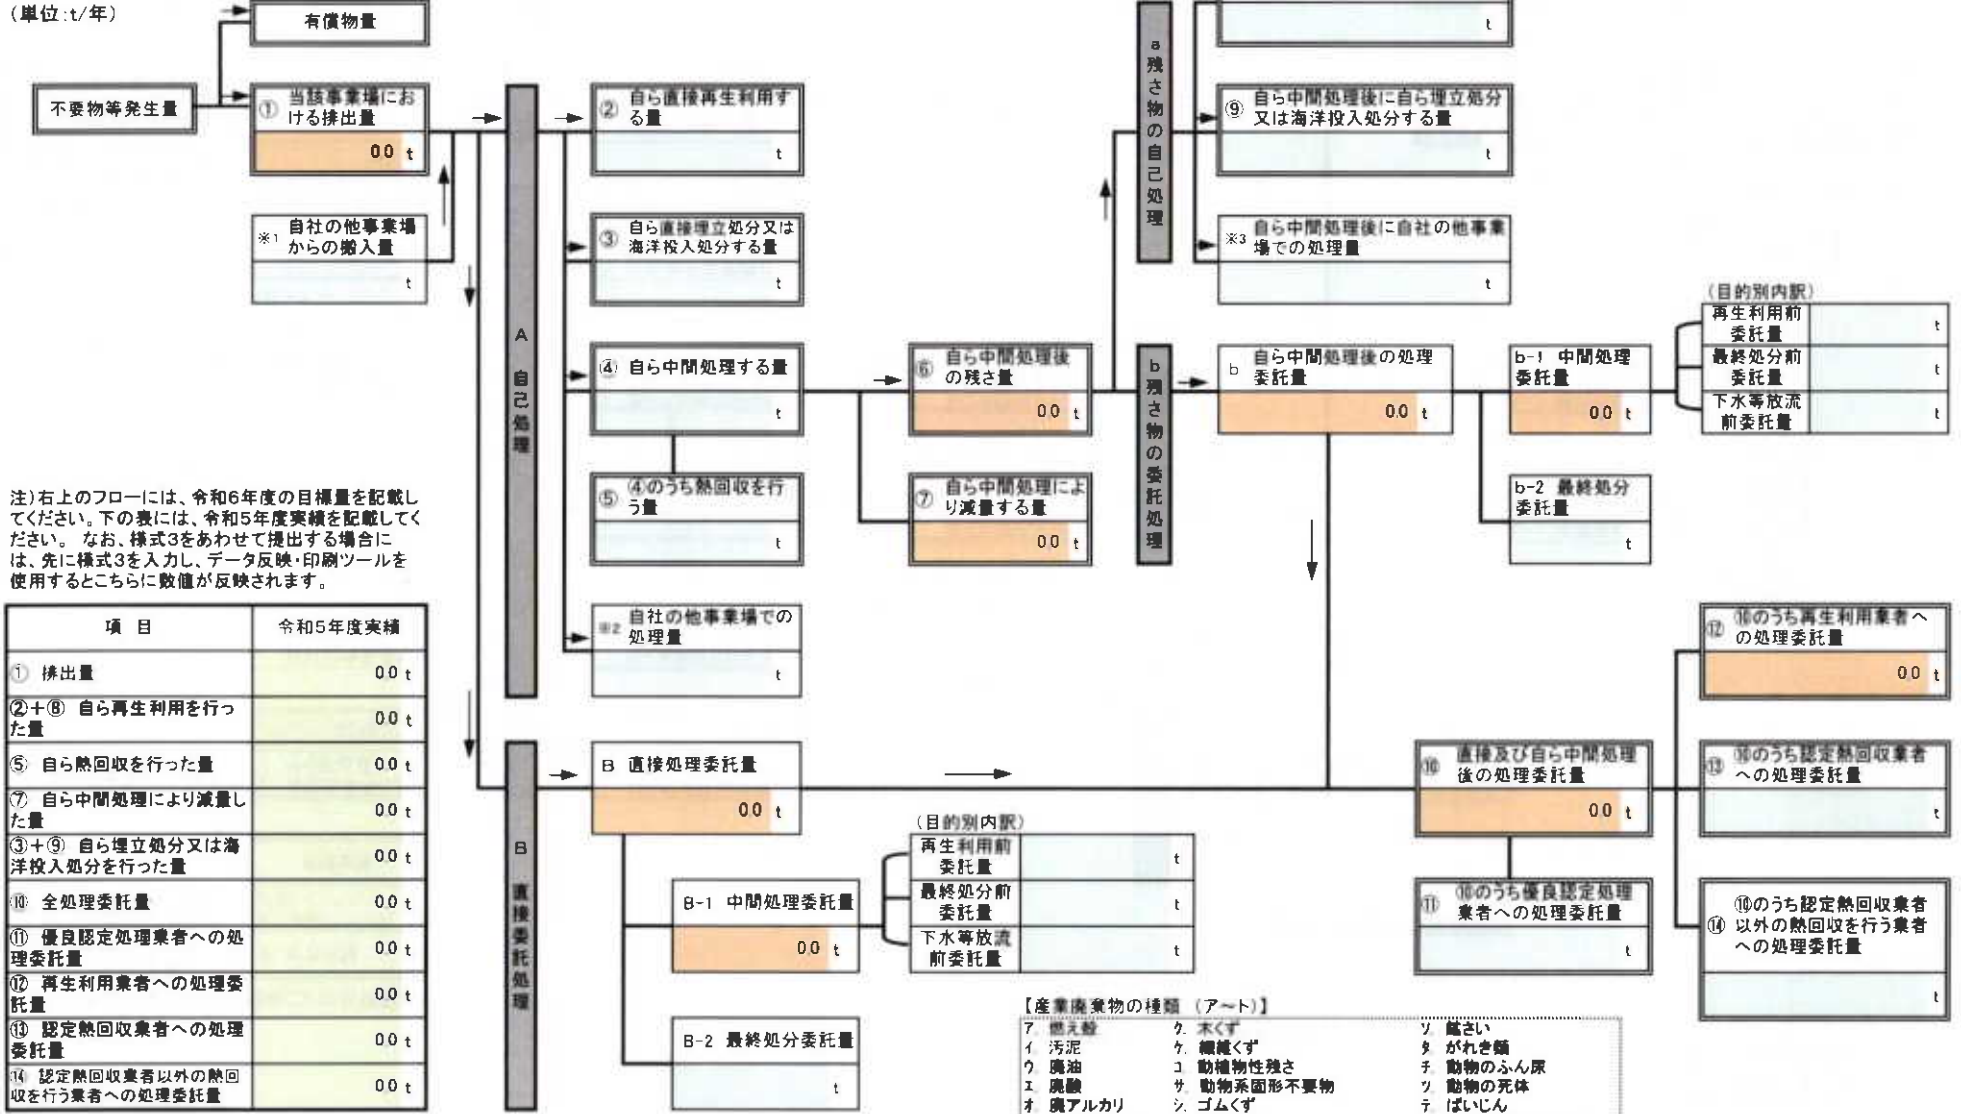 (単位:t/年)
有償物量
不要物等発生量
① 当該事業場にお
ける排出量
0.0 t
※1 自社の他事業場
からの搬入量
t
A 自己処理
② 自ら直接再生利用す
る量
t
③ 自ら直接埋立処分又は
海洋投入処分する量
t
④ 自ら中間処理する量
t
⑤ ④のうち熱回収を行
う量
t
※2 自社の他事業場での
処理量
t
⑥ 自ら中間処理後
の残さ量
0.0 t
⑦ 自ら中間処理によ
り減量する量
0.0 t
a 残さ物の自己処理
t
⑨ 自ら中間処理後に自ら埋立処分
又は海洋投入処分する量
t
※3 自ら中間処理後に自社の他事業
場での処理量
t
b 残さ物の委託処理
b 自ら中間処理後の処理
委託量
0.0 t
b-1 中間処理
委託量
0.0 t
b-2 最終処分
委託量
t
(目的別内訳)
再生利用前
委託量
t
最終処分前
委託量
t
下水等放流
前委託量
t
注)右上のフローには、令和6年度の目標量を記載し
てください。下の表には、令和5年度実績を記載してく
ださい。 なお、様式3をあわせて提出する場合に
は、先に様式3を入力し、データ反映・印刷ツールを
使用するとこちらに数値が反映されます。
項 目 令和5年度実績
① 排出量 0.0 t
②+⑧ 自ら再生利用を行っ
た量 0.0 t
⑤ 自ら熱回収を行った量 0.0 t
⑦ 自ら中間処理により減量し
た量 0.0 t
③+⑨ 自ら埋立処分又は海
洋投入処分を行った量 0.0 t
⑩ 全処理委託量 0.0 t
⑪ 優良認定処理業者への処
理委託量 0.0 t
⑫ 再生利用業者への処理委
託量 0.0 t
⑬ 認定熱回収業者への処理
委託量 0.0 t
⑭ 認定熱回収業者以外の熱回
収を行う業者への処理委託量 0.0 t
B 直接委託処理
B 直接処理委託量
0.0 t
B-1 中間処理委託量
0.0 t
B-2 最終処分委託量
t
(目的別内訳)
再生利用前
委託量
t
最終処分前
委託量
t
下水等放流
前委託量
t
⑩ 直接及び自ら中間処理
後の処理委託量
0.0 t
⑪ ⑩のうち優良認定処理
業者への処理委託量
t
⑫ ⑩のうち再生利用業者へ
の処理委託量
0.0 t
⑬ ⑩のうち認定熱回収業者
への処理委託量
t
⑭ ⑩のうち認定熱回収業者
以外の熱回収を行う業者
への処理委託量
t
【産業廃棄物の種類 (ア~ト)】
ア. 燃え殻 ク. 木くず ソ. 鉱さい
イ. 汚泥 ケ. 繊維くず タ. がれき類
ウ. 廃油 コ. 動植物性残さ チ. 動物のふん尿
エ. 廃酸 サ. 動物系固形不要物 ツ. 動物の死体
オ. 廃アルカリ シ. ゴムくず テ. ばいじん